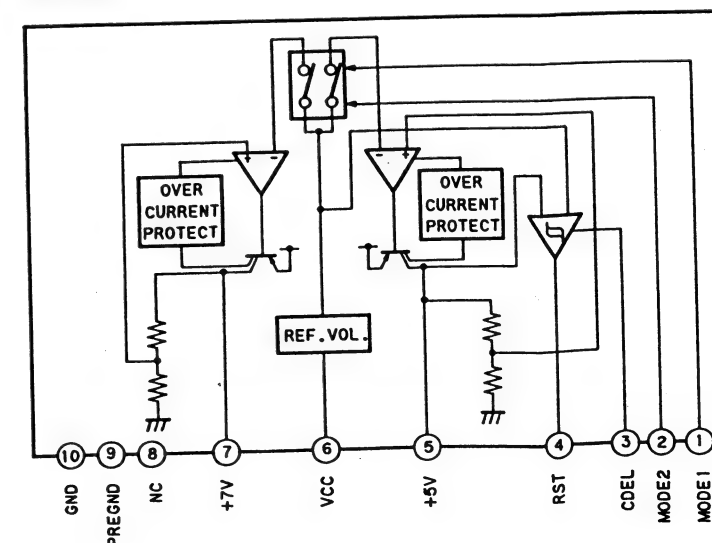 OVER
CURRENT
PROTECT
OVER
CURRENT
PROTECT
REF.VOL.
+ -
- +
10 9 8 7 6 5 4 3 2 1
GND
PREGND
NC
+7V
VCC
+5V
RST
CDEL
MODE2
MODE1